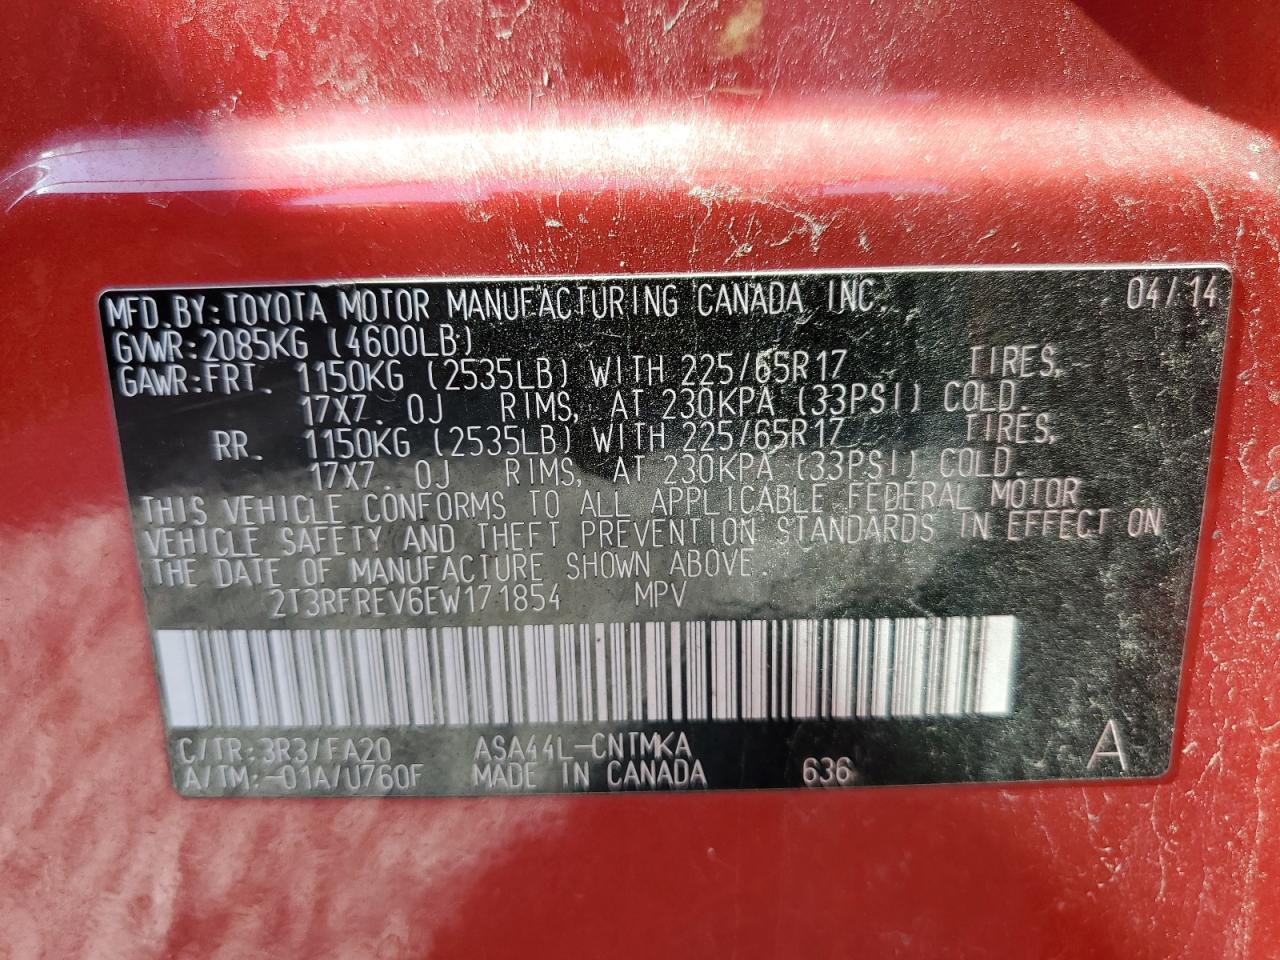 MFD.BY:TOYOTA MOTOR MANUFACTURING CANADA INC. 04/14
GVWR:2085KG (4600LB)
GAWR:FRT. 1150KG (2535LB) WITH 225/65R17 TIRES,
17X7.0J RIMS, AT 230KPA (33PSI) COLD.
RR. 1150KG (2535LB) WITH 225/65R17 TIRES,
17X7.0J RIMS, AT 230KPA (33PSI) COLD.
THIS VEHICLE CONFORMS TO ALL APPLICABLE FEDERAL MOTOR
VEHICLE SAFETY AND THEFT PREVENTION STANDARDS IN EFFECT ON
THE DATE OF MANUFACTURE SHOWN ABOVE.
2T3RFREV6EW171854 MPV
C/TR:3R3/FA20 ASA44L-CNTMKA A
A/TM:-01A/U760F MADE IN CANADA 636